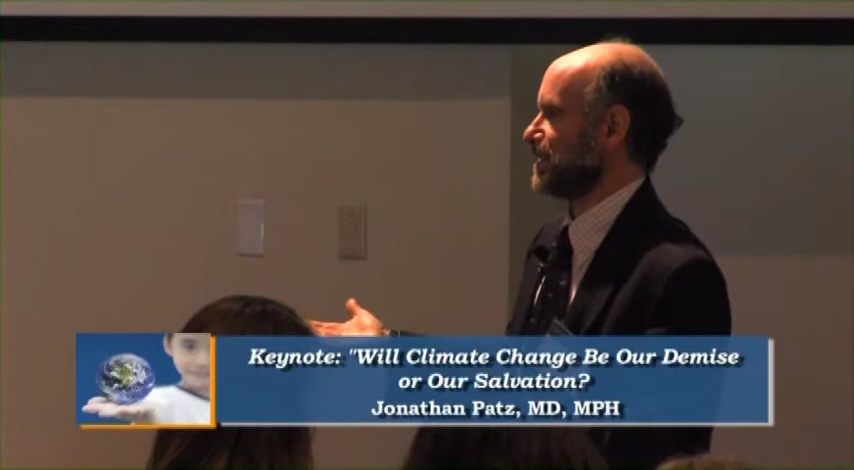 Keynote: "Will Climate Change Be Our Demise
or Our Salvation?
Jonathan Patz, MD, MPH